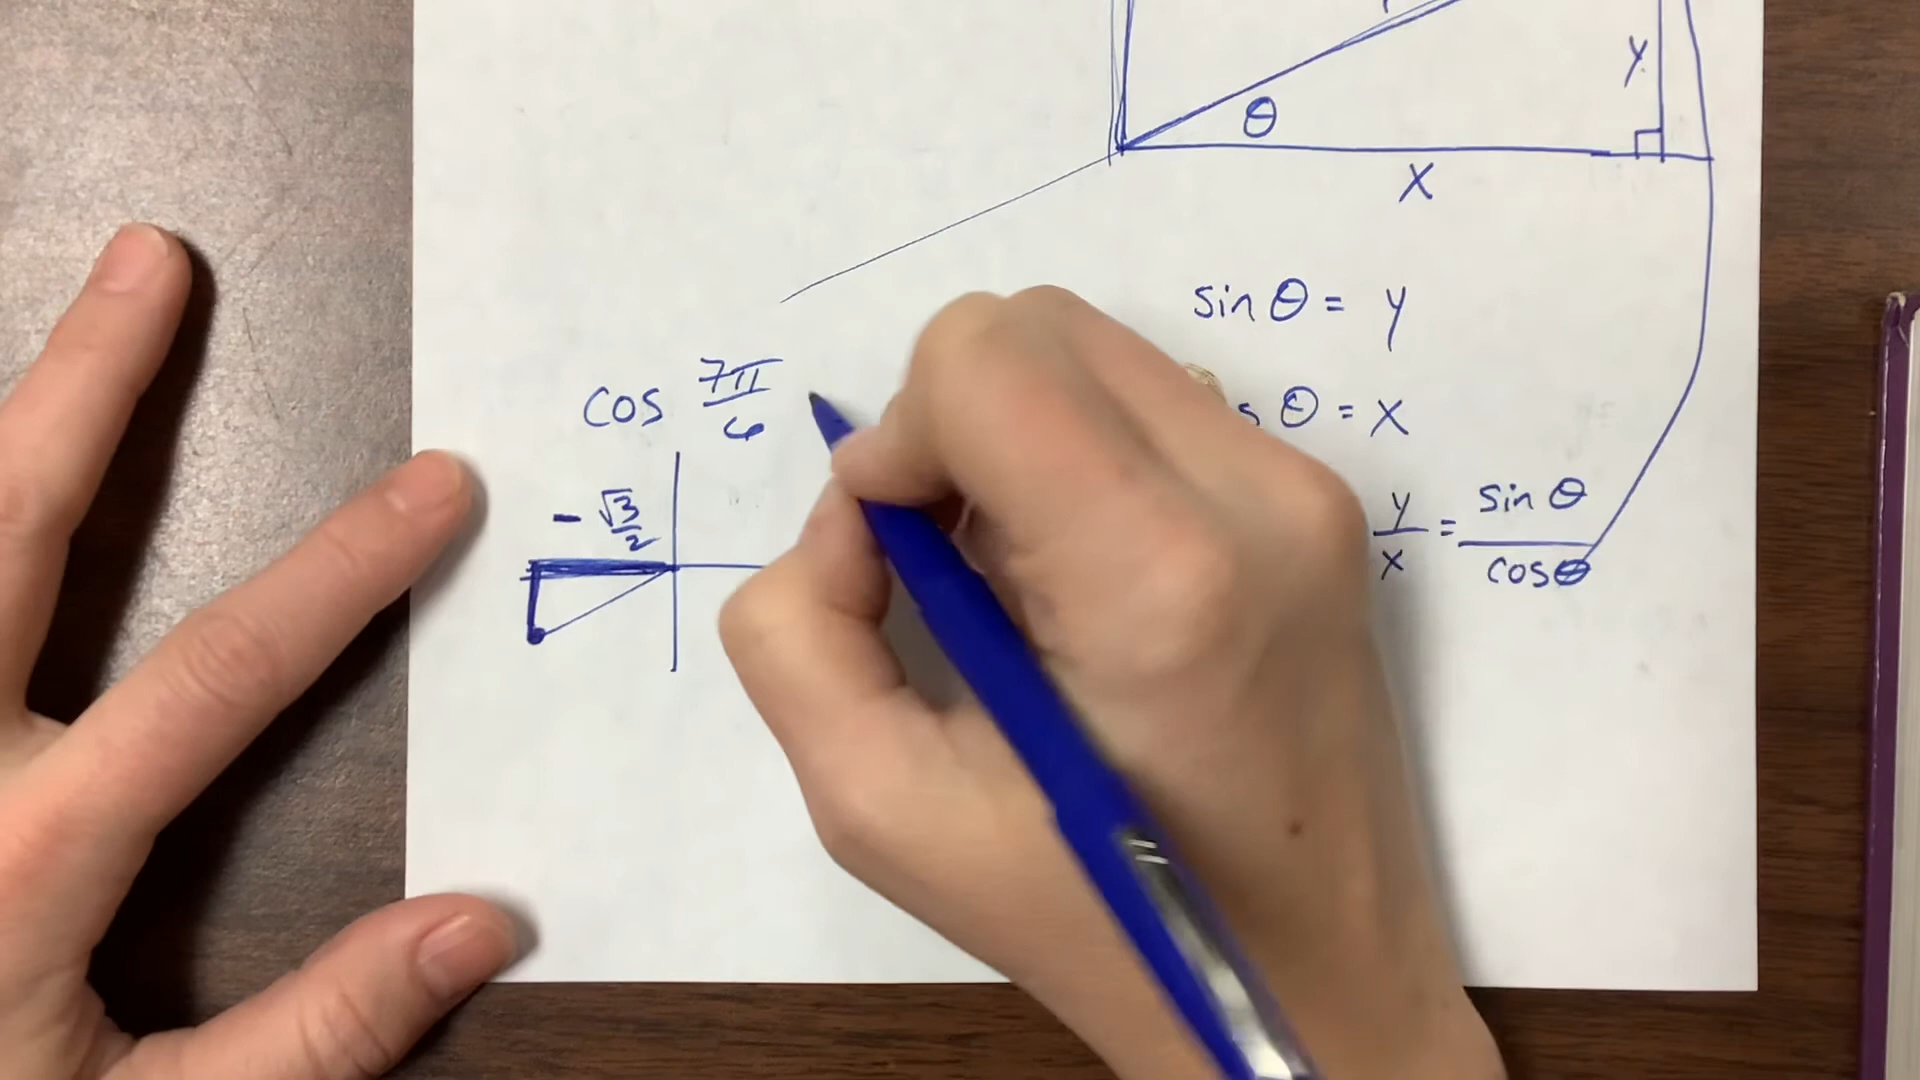 y
θ
x
sin θ = y
cos 7π/6
s θ = x
- √3/2
y/x = sin θ/cos θ